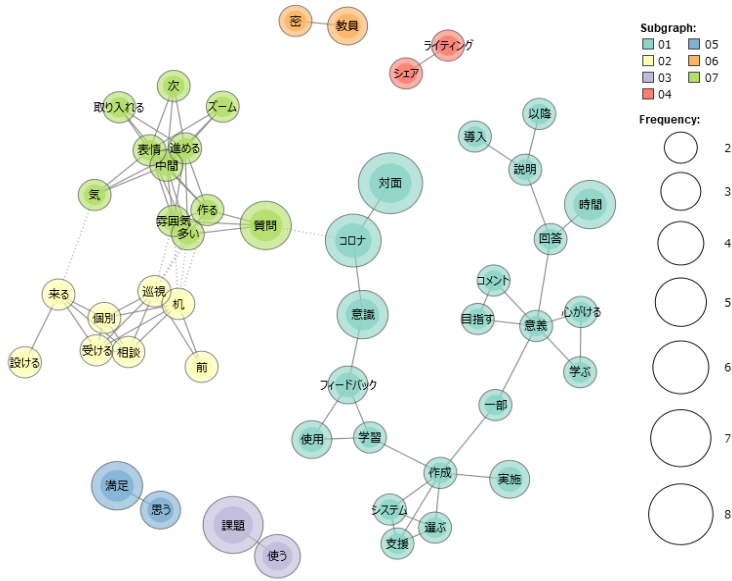 密
教員
ライティング
シェア
Subgraph:
01 05
02 06
03 07
04
Frequency:
2
3
4
5
6
7
8
次
取り入れる
ズーム
表情
進める
中間
気
作る
雰囲気
多い
質問
対面
コロナ
以降
導入
説明
時間
回答
来る
巡視
机
個別
受ける
相談
設ける
前
意識
コメント
目指す
意義
心がける
学ぶ
フィードバック
一部
使用
学習
作成
実施
システム
選ぶ
支援
満足
思う
課題
使う